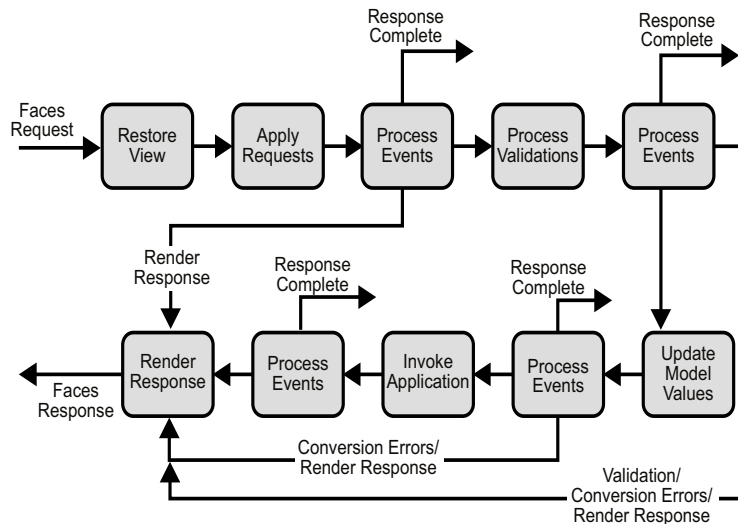 Response
Complete
Response
Complete
Faces
Request
Restore
View
Apply
Requests
Process
Events
Process
Validations
Process
Events
Render
Response
Response
Complete
Response
Complete
Render
Response
Process
Events
Invoke
Application
Process
Events
Update
Model
Values
Faces
Response
Conversion Errors/
Render Response
Validation/
Conversion Errors/
Render Response